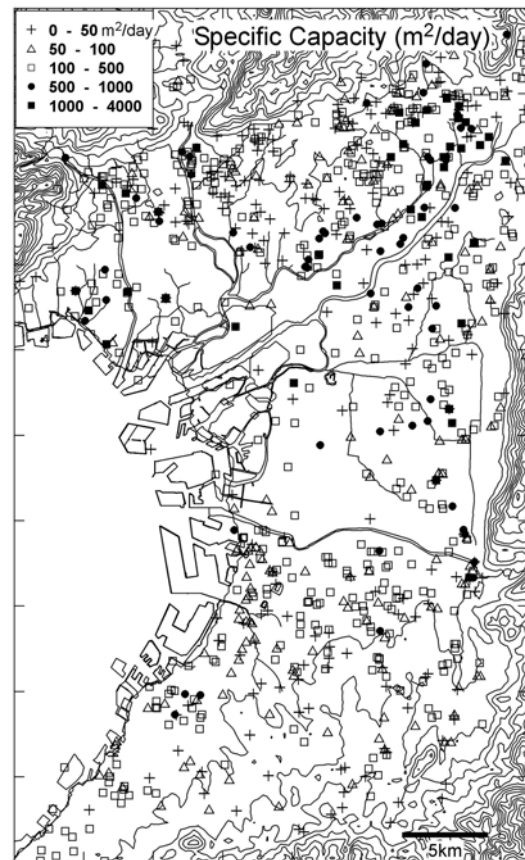 Specific Capacity (m²/day)
+ 0 - 50 m²/day
△ 50 - 100
□ 100 - 500
● 500 - 1000
■ 1000 - 4000
5km